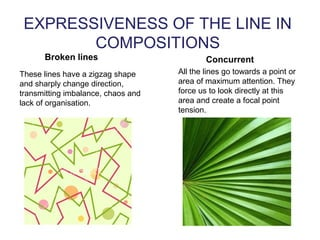 EXPRESSIVENESS OF THE LINE IN
COMPOSITIONS
Broken lines
These lines have a zigzag shape
and sharply change direction,
transmitting imbalance, chaos and
lack of organisation.
Concurrent
All the lines go towards a point or
area of maximum attention. They
force us to look directly at this
area and create a focal point
tension.